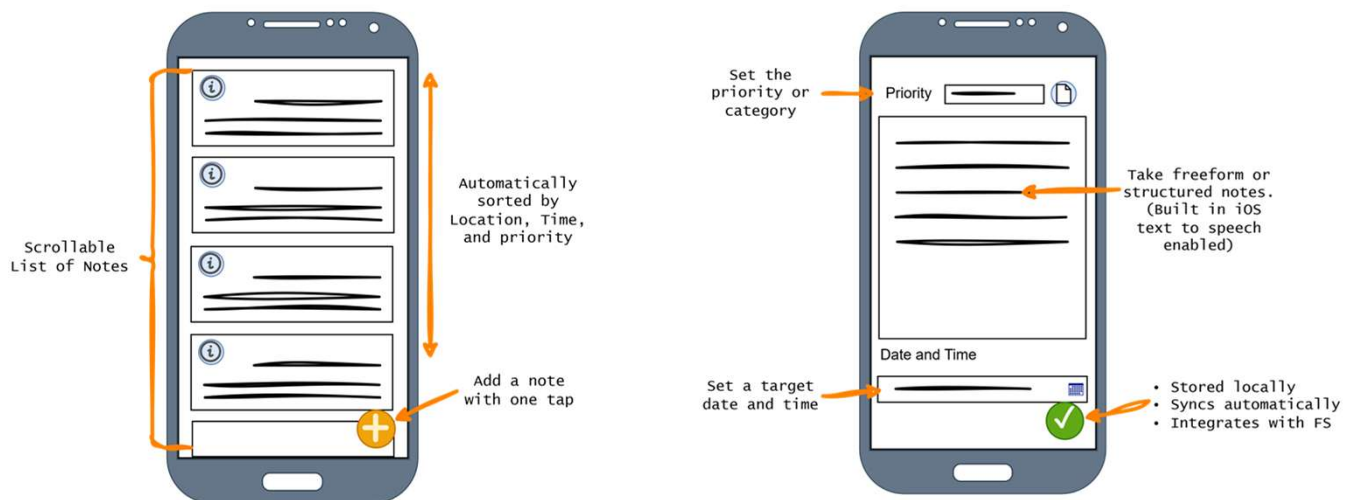 Scrollable
List of Notes
i
i
i
i
Automatically
sorted by
Location, Time,
and priority
Add a note
with one tap
Set the
priority or
category
Priority
Take freeform or
structured notes.
(Built in iOS
text to speech
enabled)
Date and Time
Set a target
date and time
• Stored locally
• Syncs automatically
• Integrates with FS